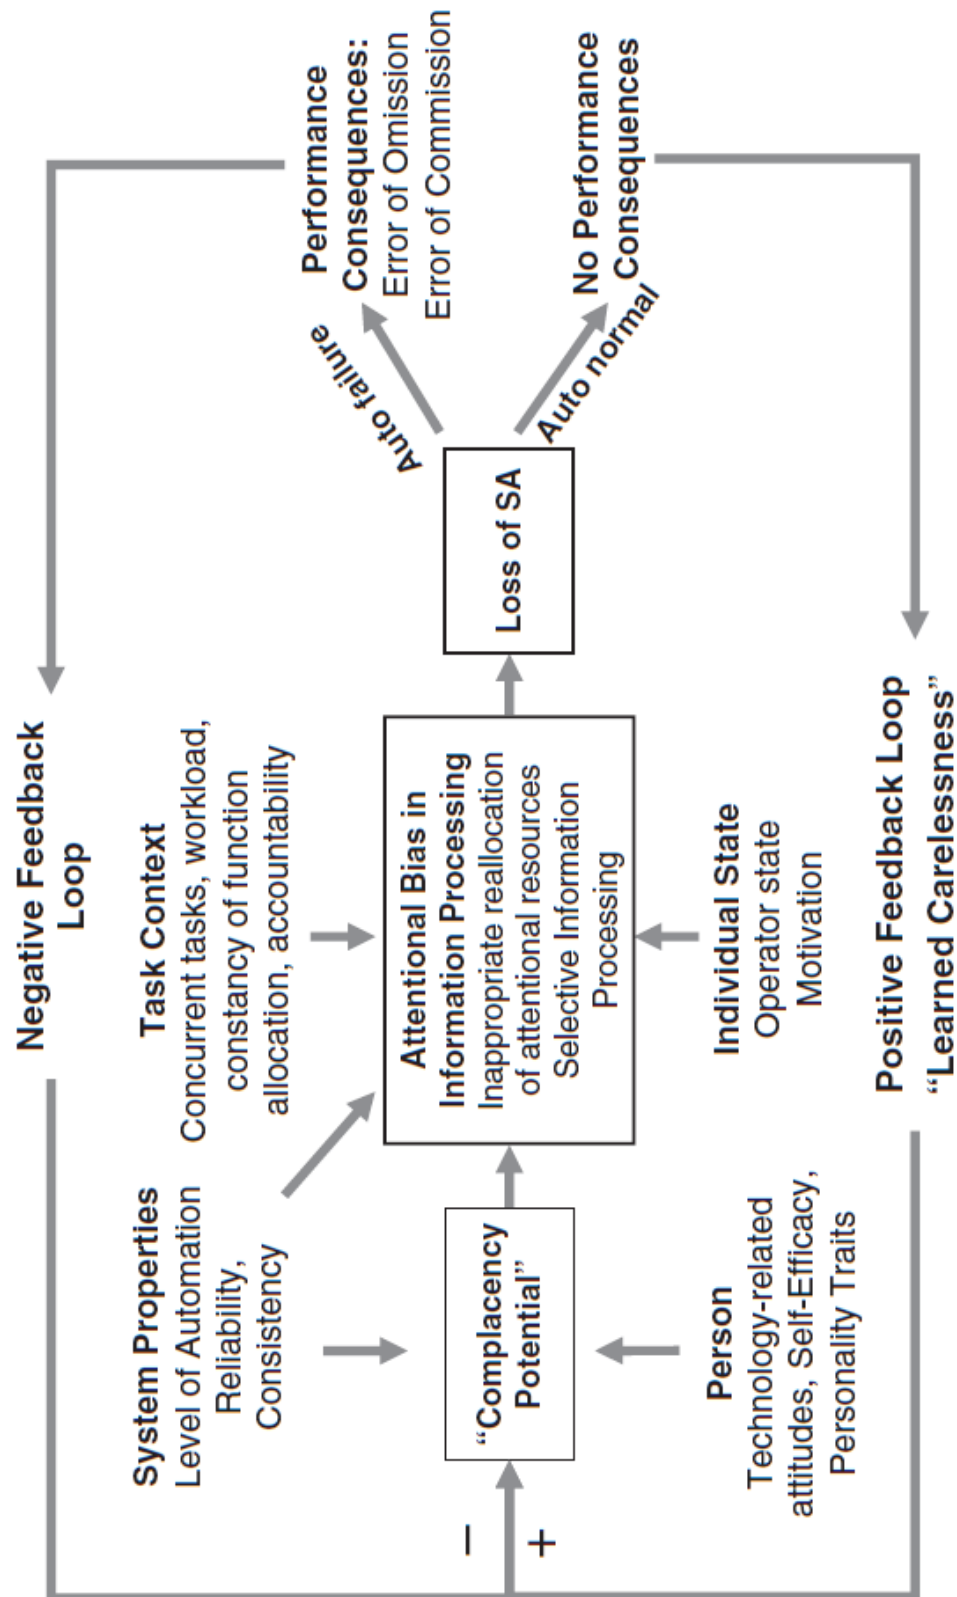 Negative Feedback
Loop
System Properties
Level of Automation
Reliability,
Consistency
Task Context
Concurrent tasks, workload,
constancy of function
allocation, accountability
Performance
Consequences:
Error of Omission
Error of Commission
Auto failure
–
+
“Complacency
Potential”
Attentional Bias in
Information Processing
Inappropriate reallocation
of attentional resources
Selective Information
Processing
Loss of SA
Auto normal
No Performance
Consequences
Person
Technology-related
attitudes, Self-Efficacy,
Personality Traits
Individual State
Operator state
Motivation
Positive Feedback Loop
“Learned Carelessness”